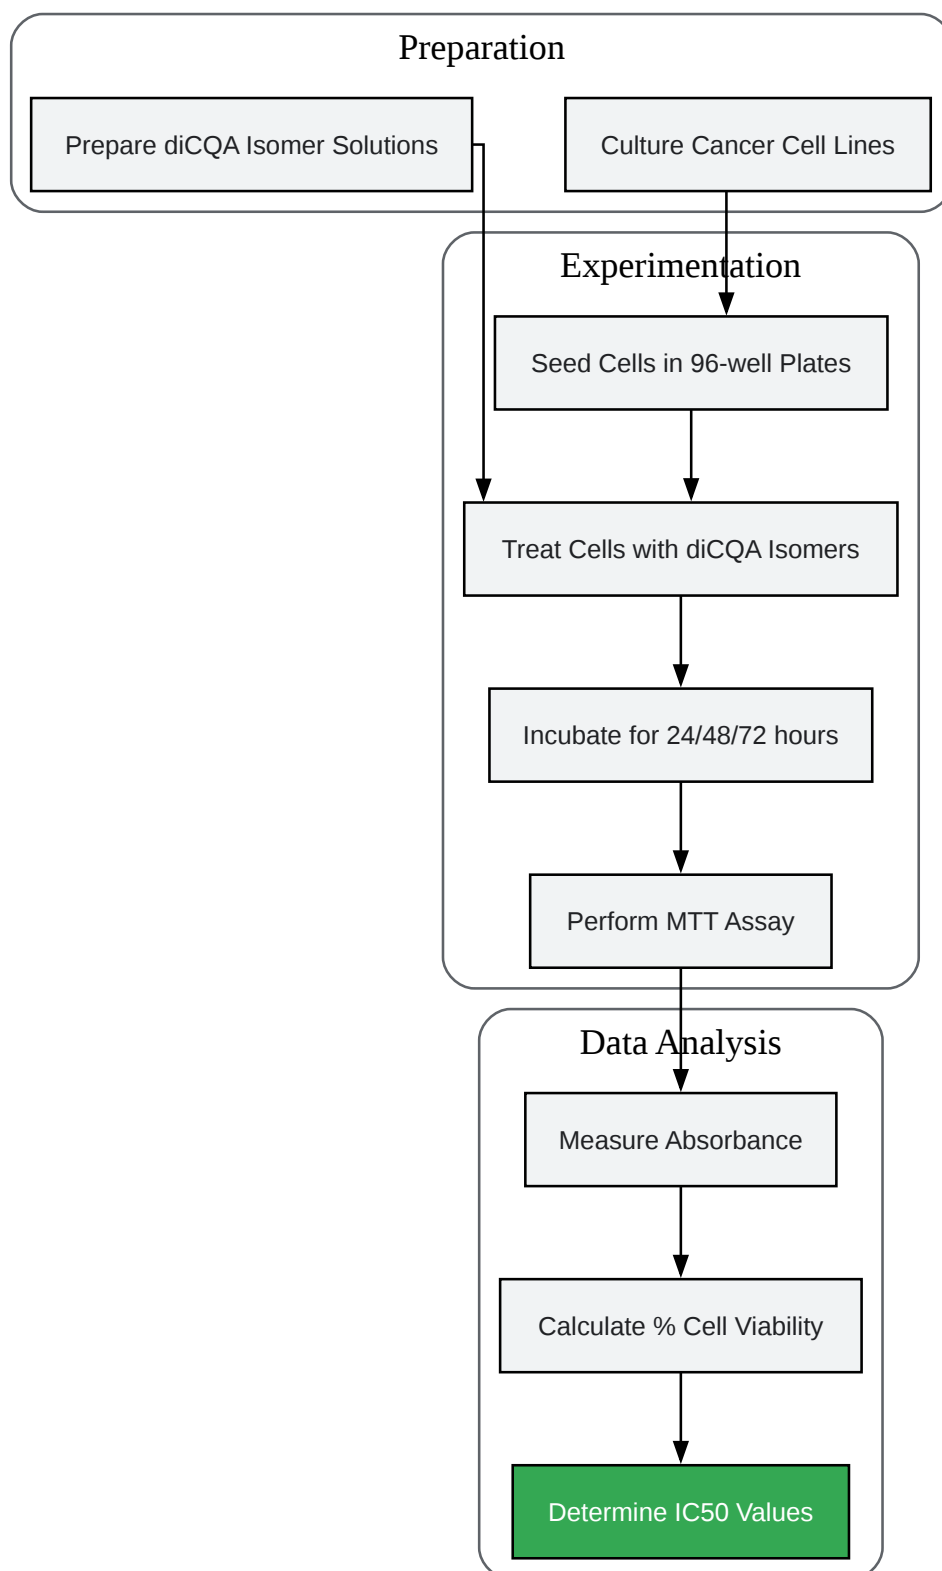 Preparation
Prepare diCQA Isomer Solutions
Culture Cancer Cell Lines
Experimentation
Seed Cells in 96-well Plates
Treat Cells with diCQA Isomers
Incubate for 24/48/72 hours
Perform MTT Assay
Data Analysis
Measure Absorbance
Calculate % Cell Viability
Determine IC50 Values